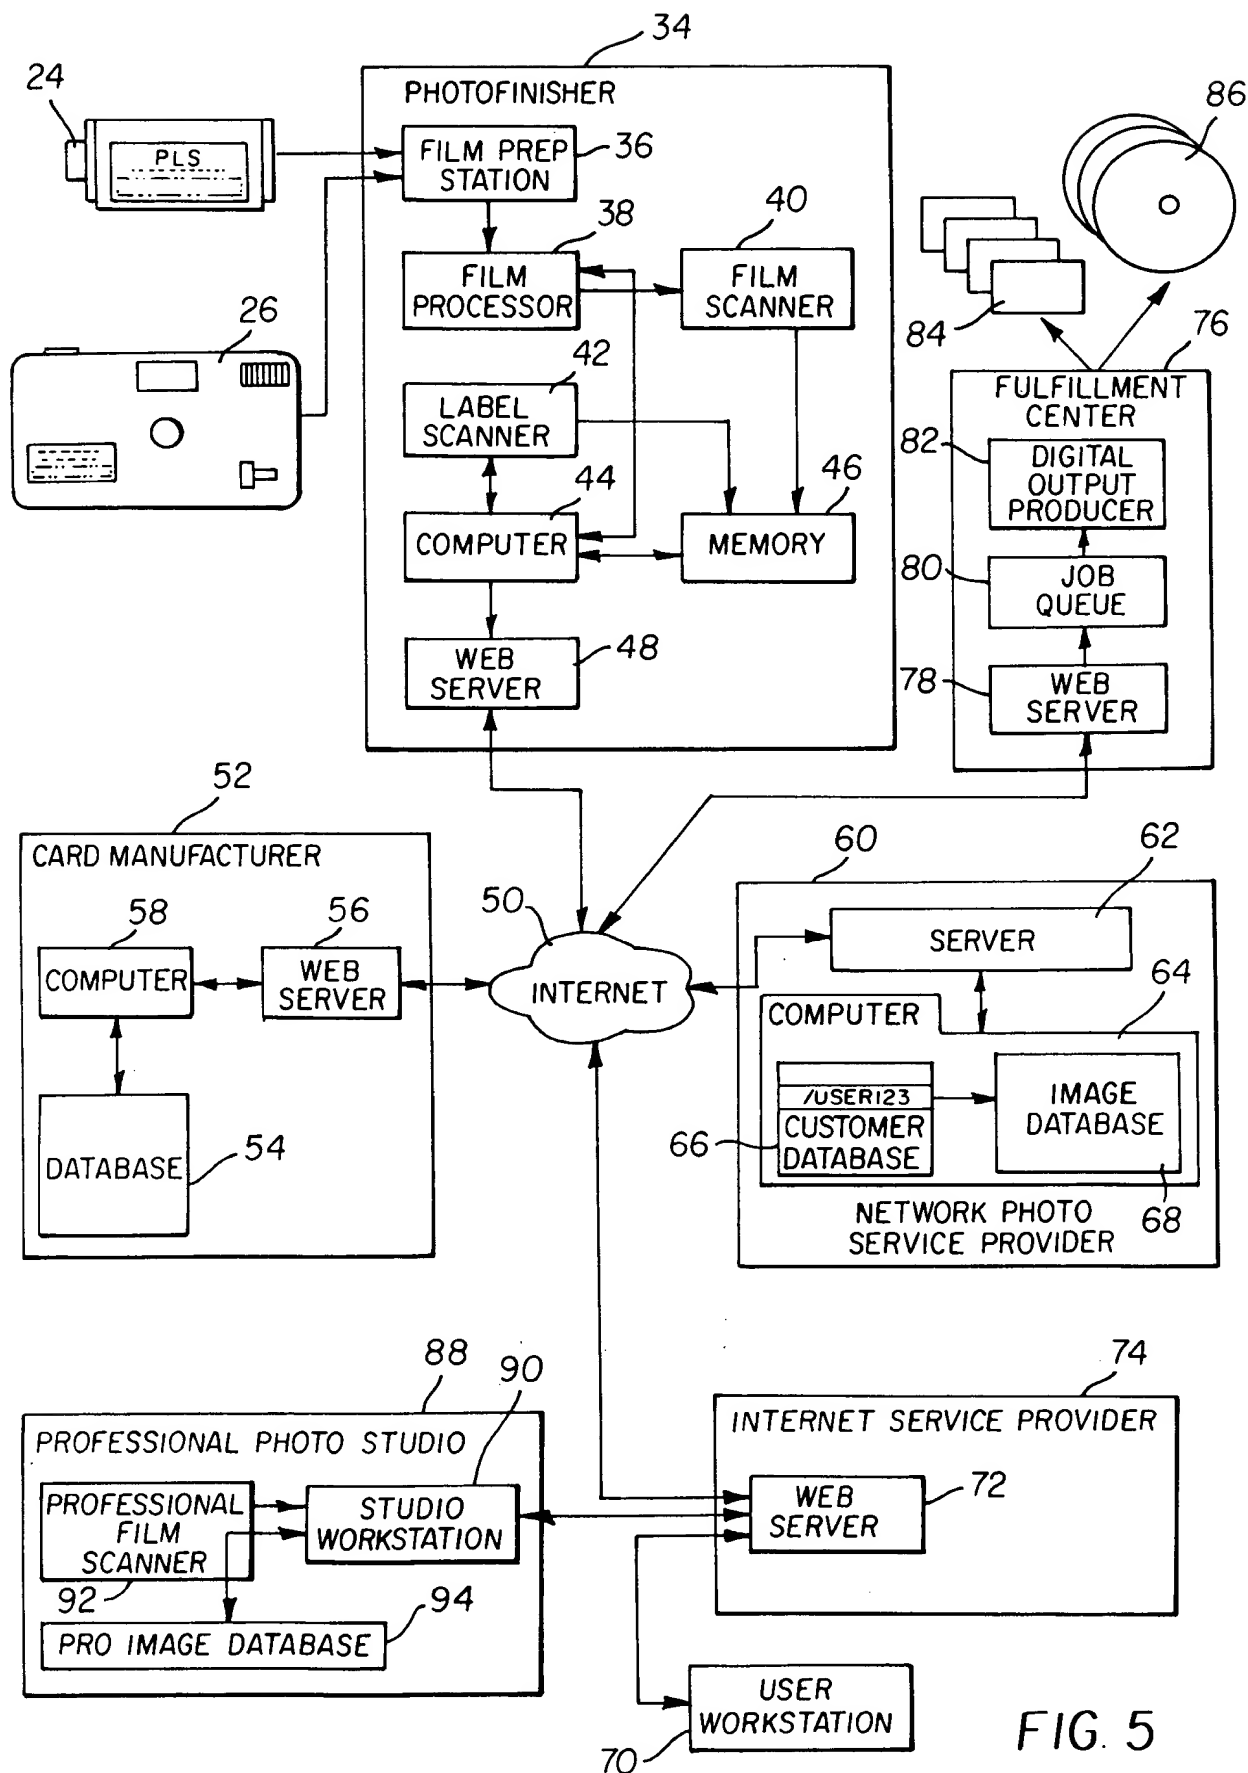 34
24
PHOTOFINISHER
86
PLS
FILM PREP
STATION
36
38
40
FILM
PROCESSOR
FILM
SCANNER
84
26
42
76
LABEL
SCANNER
FULFILLMENT
CENTER
82
DIGITAL
OUTPUT
PRODUCER
44
46
COMPUTER
MEMORY
80
JOB
QUEUE
WEB
SERVER
48
78
WEB
SERVER
52
CARD MANUFACTURER
60
62
58
56
50
SERVER
COMPUTER
WEB
SERVER
INTERNET
64
COMPUTER
/USER123
IMAGE
DATABASE
66
CUSTOMER
DATABASE
DATABASE
54
68
NETWORK PHOTO
SERVICE PROVIDER
88
90
74
PROFESSIONAL PHOTO STUDIO
INTERNET SERVICE PROVIDER
PROFESSIONAL
FILM
SCANNER
STUDIO
WORKSTATION
WEB
SERVER
72
92
94
PRO IMAGE DATABASE
USER
WORKSTATION
70
FIG. 5